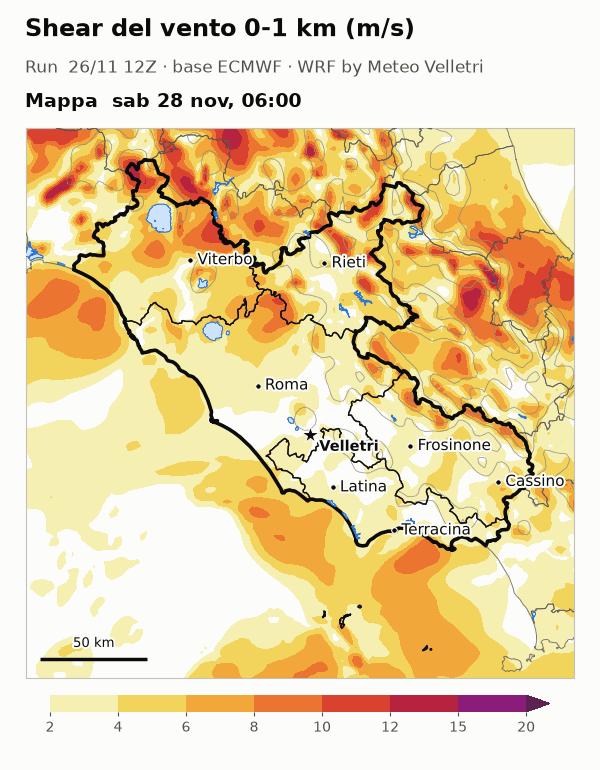 Shear del vento 0-1 km (m/s)
Run  26/11 12Z · base ECMWF · WRF by Meteo Velletri
Mappa  sab 28 nov, 06:00
Viterbo
Rieti
Roma
Velletri
Frosinone
Latina
Cassino
Terracina
50 km
2 4 6 8 10 12 15 20